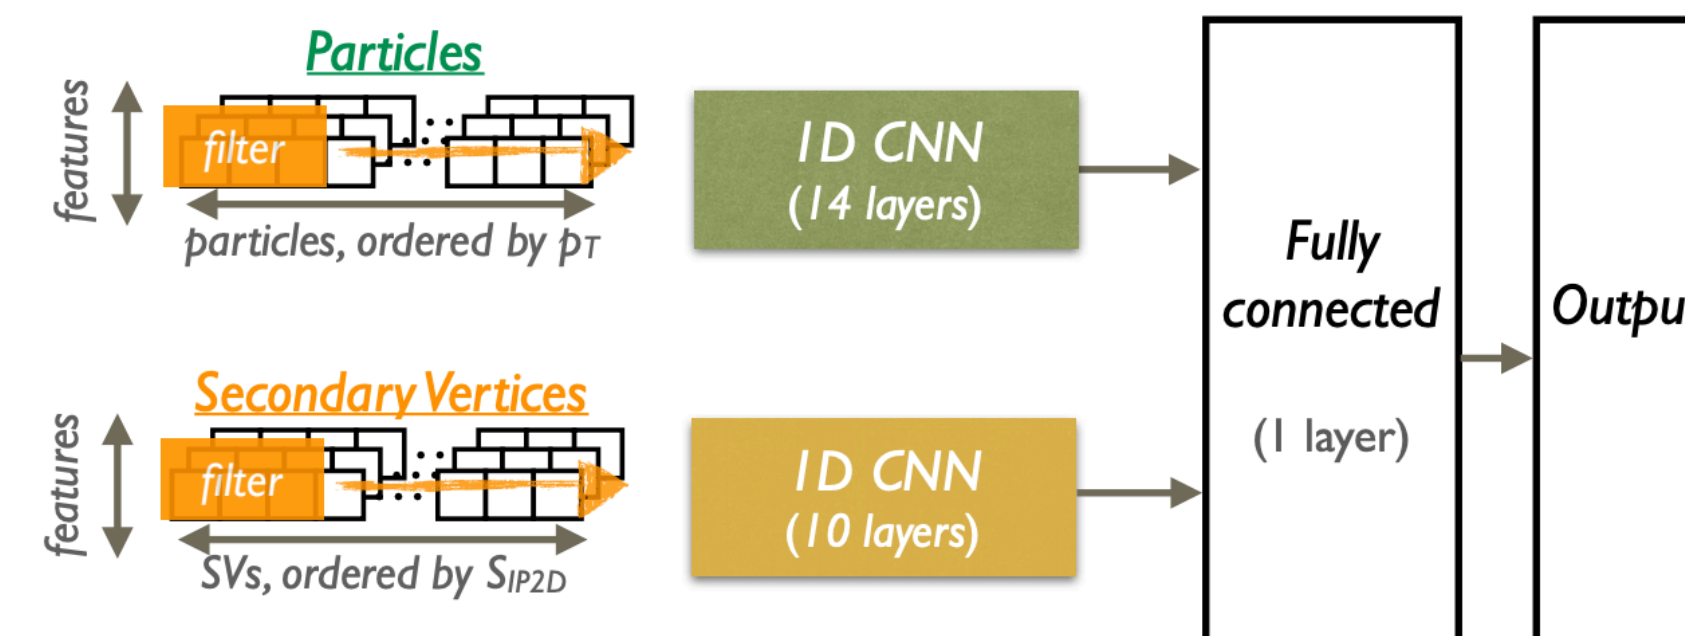 Particles
features
filter
particles, ordered by pT
1D CNN
(14 layers)
Secondary Vertices
features
filter
SVs, ordered by SIP2D
1D CNN
(10 layers)
Fully
connected
(1 layer)
Outpu